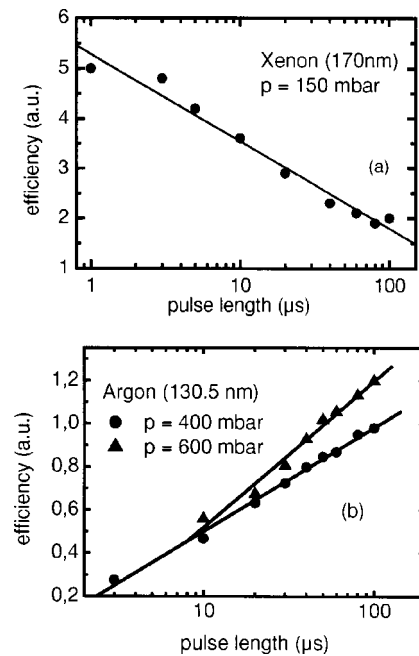 6
5
4
3
2
1
efficiency (a.u.)
Xenon (170nm)
p = 150 mbar
(a)
1
10
100
pulse length (µs)
1,2
1,0
0,8
0,6
0,4
0,2
efficiency (a.u.)
Argon (130.5 nm)
p = 400 mbar
p = 600 mbar
(b)
10
100
pulse length (µs)